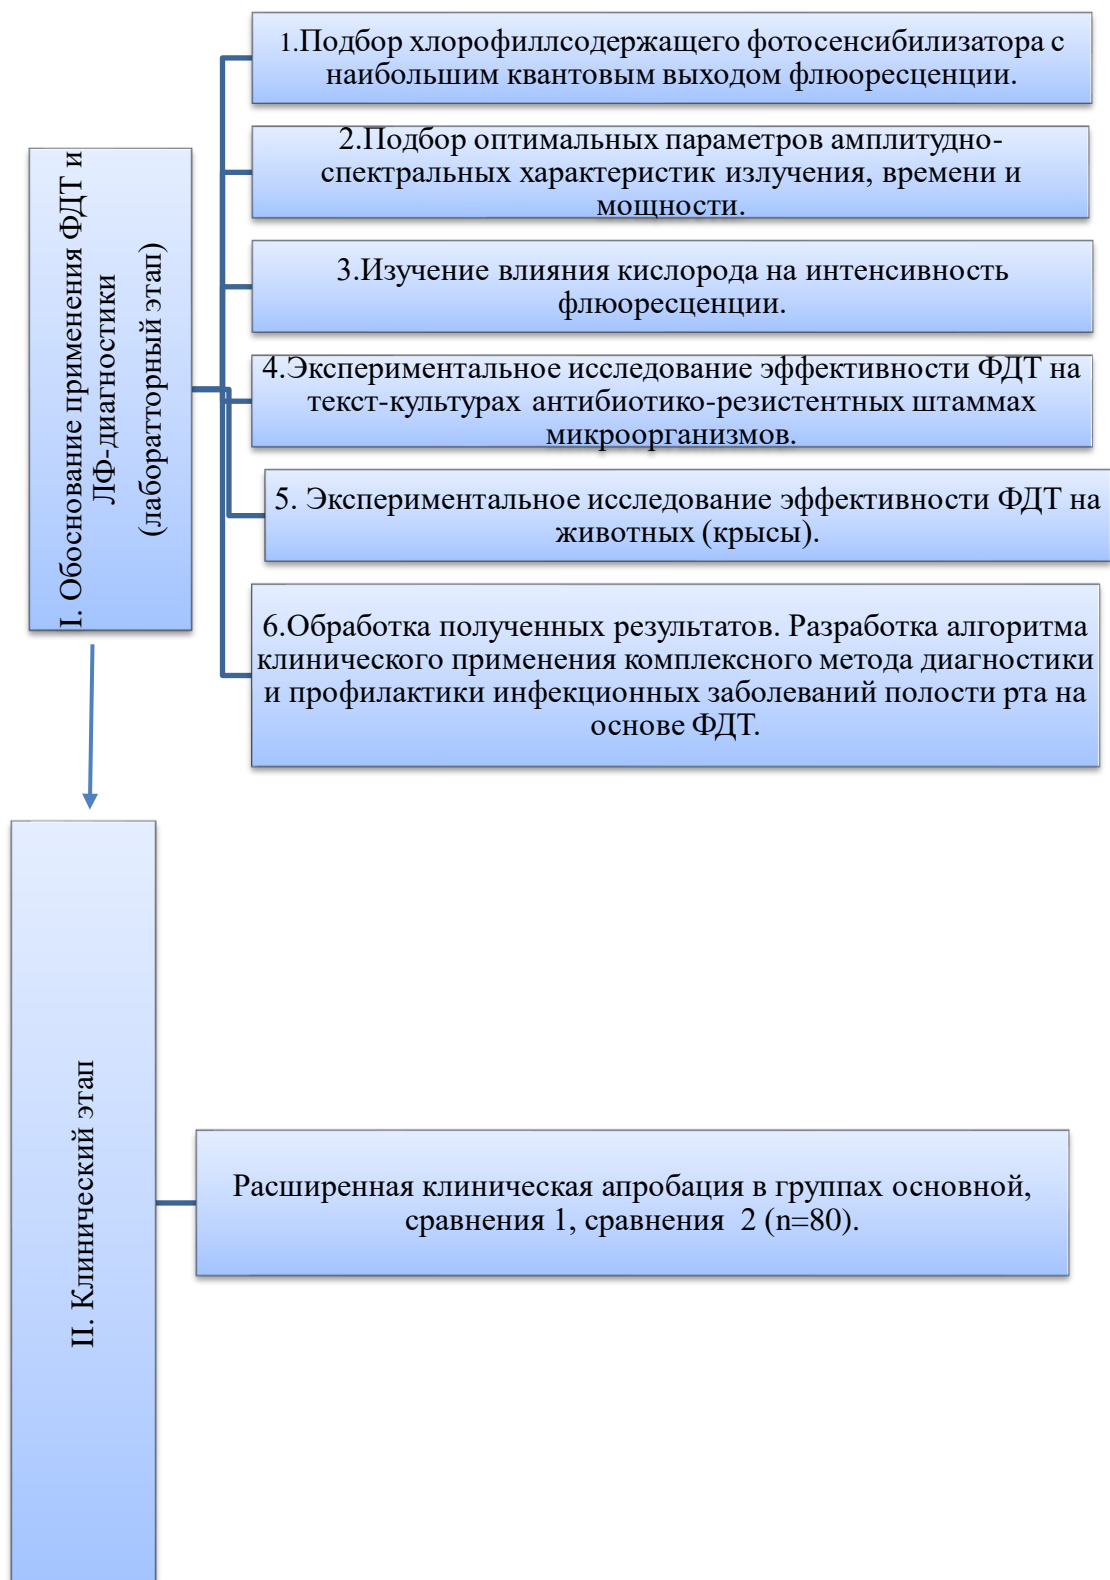 1.Подбор хлорофиллсодержащего фотосенсибилизатора с
наибольшим квантовым выходом флюоресценции.
2.Подбор оптимальных параметров амплитудно-
спектральных характеристик излучения, времени и
мощности.
3.Изучение влияния кислорода на интенсивность
флюоресценции.
4.Экспериментальное исследование эффективности ФДТ на
текст-культурах антибиотико-резистентных штаммах
микроорганизмов.
5. Экспериментальное исследование эффективности ФДТ на
животных (крысы).
6.Обработка полученных результатов. Разработка алгоритма
клинического применения комплексного метода диагностики
и профилактики инфекционных заболеваний полости рта на
основе ФДТ.
I. Обоснование применения ФДТ и
ЛФ-диагностики
(лабораторный этап)
II. Клинический этап
Расширенная клиническая апробация в группах основной,
сравнения 1, сравнения 2 (n=80).